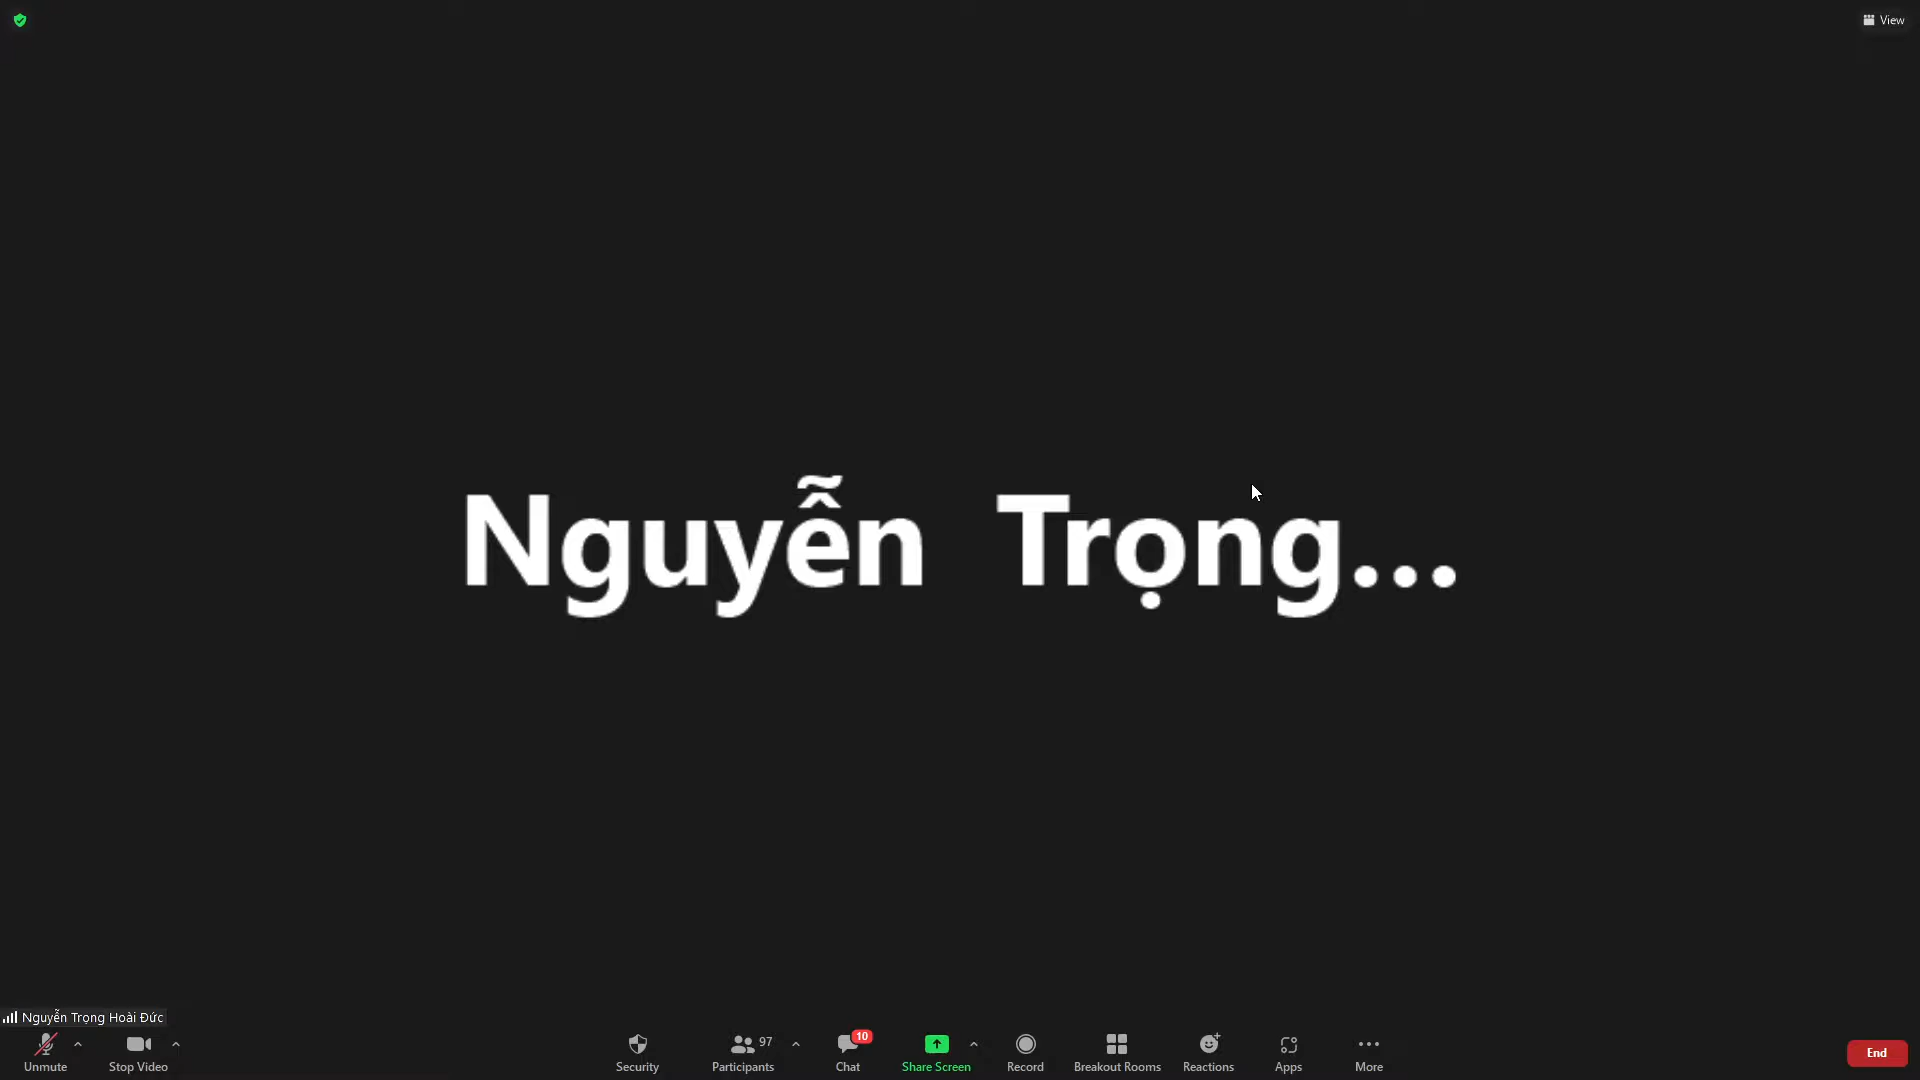 View
Nguyễn Trọng...
Nguyễn Trọng Hoài Đức
Unmute
Stop Video
Security
97
Participants
10
Chat
Share Screen
Record
Breakout Rooms
Reactions
Apps
More
End